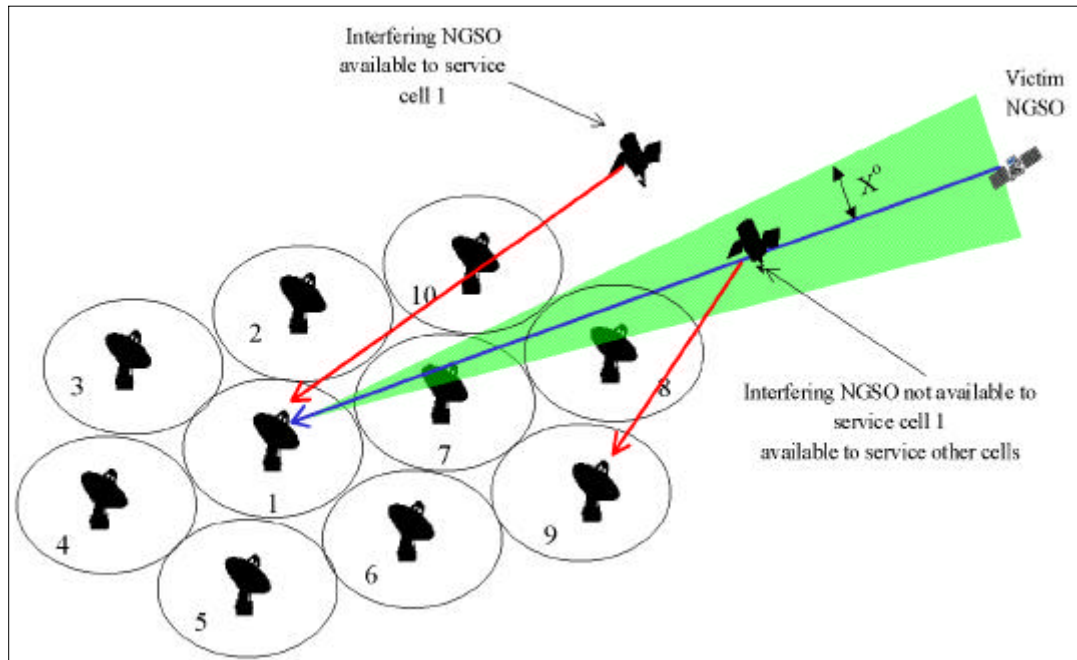 Interfering NGSO
available to service
cell 1
Victim
NGSO
X°
10
2
3
8
7
1
4
9
6
5
Interfering NGSO not available to
service cell 1
available to service other cells